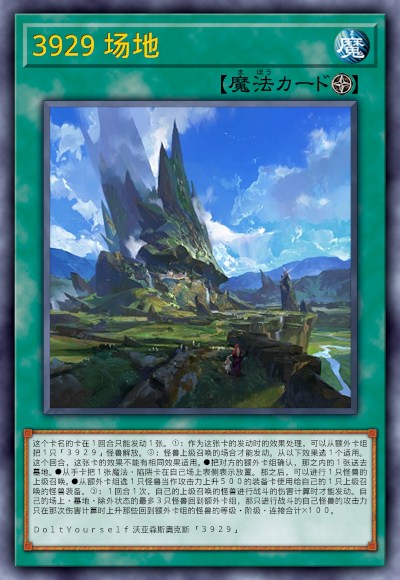 3929 场地
魔
【魔法カード】
まほう
这个卡名的卡在1回合只能发动1张。①：作为这张卡的发动时的效果处理，可以从额外卡组
把1只「3929」怪兽解放。②：怪兽上级召唤的场合才能发动。从以下效果选1个适用。
这个回合，这张卡的效果不能有相同效果适用。●把对方的额外卡组确认，那之内的1张送去
墓地。●从手卡把1张魔法·陷阱卡在自己场上表侧表示放置。那之后，可以进行1只怪兽的
上级召唤。●从额外卡组选1只怪兽当作攻击力上升500的装备卡使用给自己的1只上级召
唤的怪兽装备。③：1回合1次，自己的上级召唤的怪兽进行战斗的伤害计算时才能发动。自
己的场上·墓地·除外状态的最多3只怪兽回到额外卡组，那只进行战斗的自己怪兽的攻击力
只在那次伤害计算时上升那些回到额外卡组的怪兽的等级·阶级·连接合计×100。
DoItYourself 沃亚森斯奥克斯「3929」